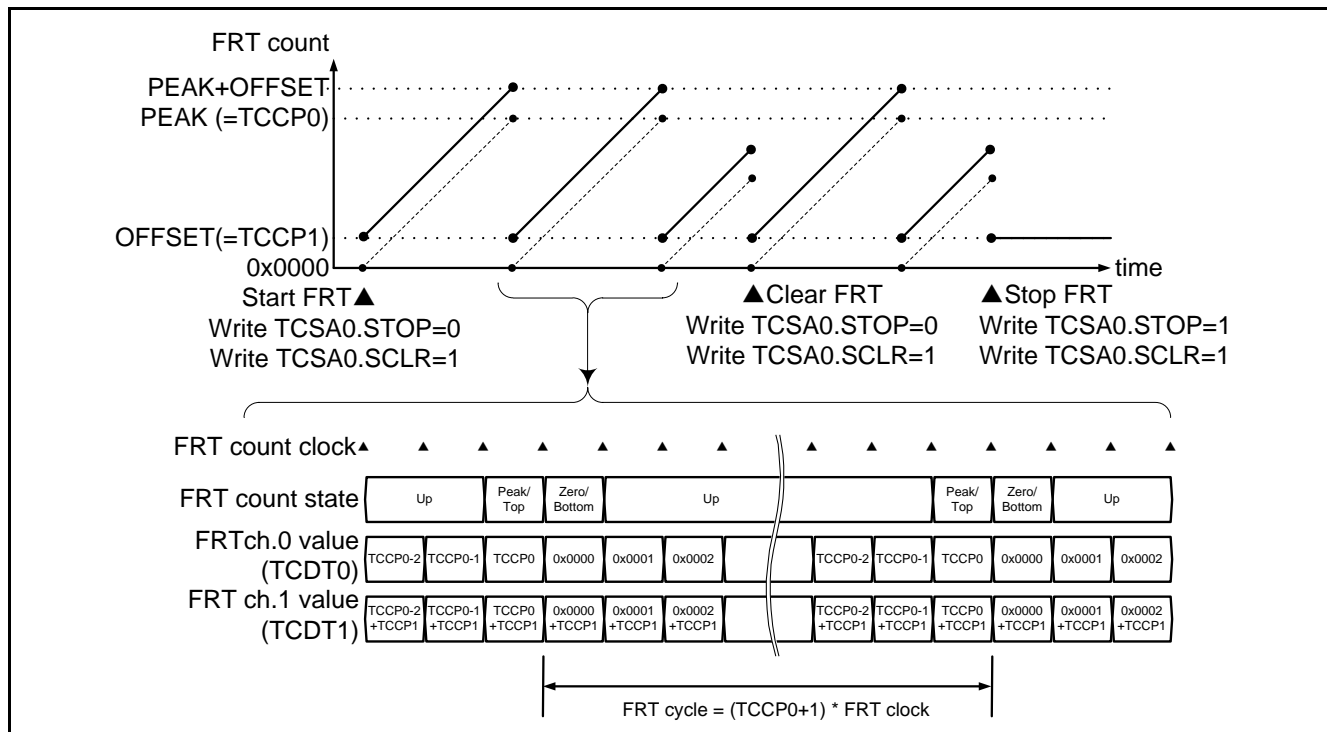 FRT count
PEAK+OFFSET
PEAK (=TCCP0)
OFFSET(=TCCP1)
0x0000
time
Start FRT▲
Write TCSA0.STOP=0
Write TCSA0.SCLR=1
▲Clear FRT
Write TCSA0.STOP=0
Write TCSA0.SCLR=1
▲Stop FRT
Write TCSA0.STOP=1
Write TCSA0.SCLR=1
FRT count clock
FRT count state
Up
Peak/
Top
Zero/
Bottom
Up
Peak/
Top
Zero/
Bottom
Up
FRTch.0 value
(TCDT0)
TCCP0-2 TCCP0-1 TCCP0 0x0000 0x0001 0x0002 TCCP0-2 TCCP0-1 TCCP0 0x0000 0x0001 0x0002
FRT ch.1 value
(TCDT1)
TCCP0-2 TCCP0-1 TCCP0 0x0000 0x0001 0x0002 TCCP0-2 TCCP0-1 TCCP0 0x0000 0x0001 0x0002
+TCCP1 +TCCP1 +TCCP1 +TCCP1 +TCCP1 +TCCP1 +TCCP1 +TCCP1 +TCCP1 +TCCP1 +TCCP1 +TCCP1
FRT cycle = (TCCP0+1) * FRT clock